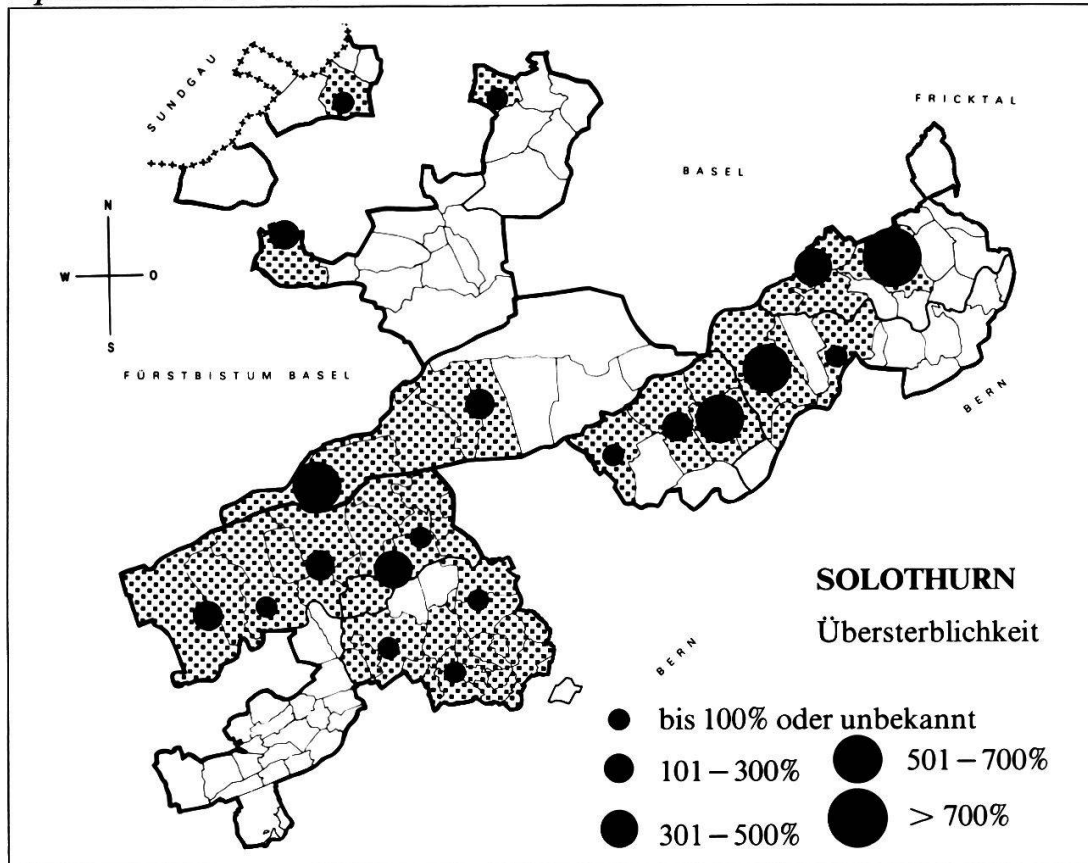 SUNDGAU
FRICKTAL
BASEL
N
W O
S
FÜRSTBISTUM BASEL
BERN
SOLOTHURN
Übersterblichkeit
BERN
bis 100% oder unbekannt
101–300%
501–700%
301–500%
> 700%